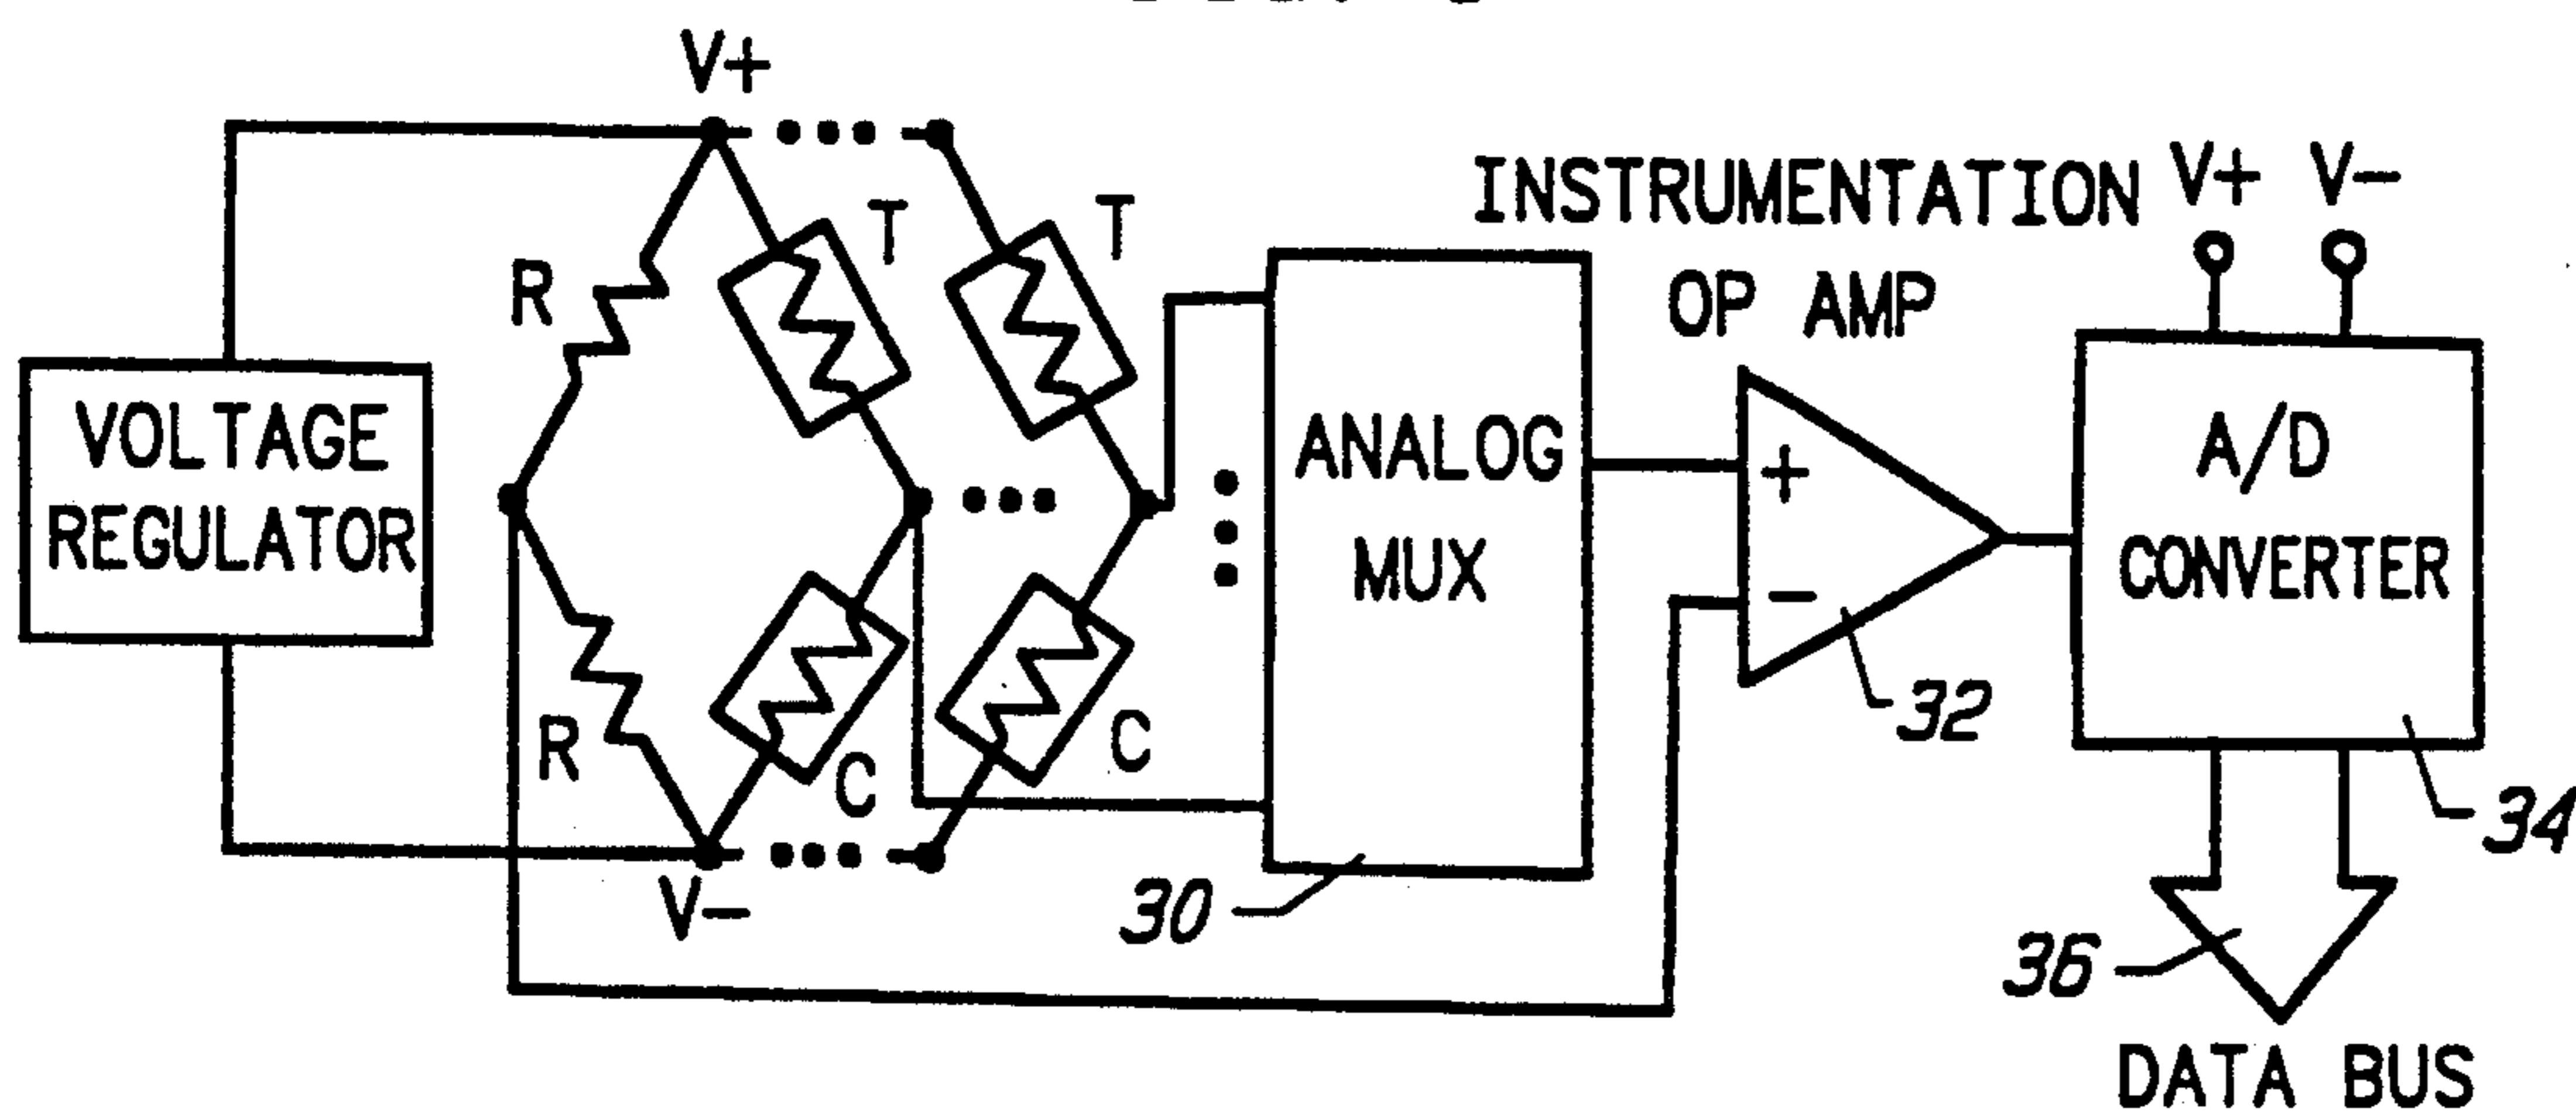 V+
T
T
R
VOLTAGE
REGULATOR
R
C
C
V-
ANALOG
MUX
30
INSTRUMENTATION
OP AMP
+
-
32
V+ V-
A/D
CONVERTER
34
36
DATA BUS